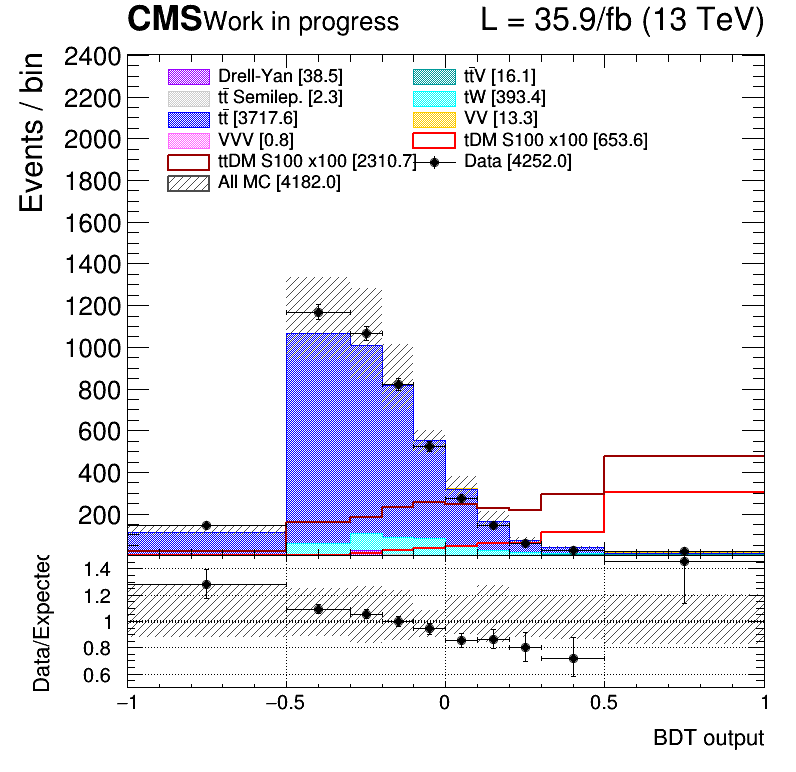 CMS Work in progress L = 35.9/fb (13 TeV)
Events / bin
2400
2200
2000
1800
1600
1400
1200
1000
800
600
400
200
Drell-Yan [38.5] tt̄V [16.1]
tt̄ Semilep. [2.3] tW [393.4]
tt̄ [3717.6] VV [13.3]
VVV [0.8] tDM S100 x100 [653.6]
ttDM S100 x100 [2310.7] Data [4252.0]
All MC [4182.0]
Data/Expected
1.4
1.2
1
0.8
0.6
−1 −0.5 0 0.5 1
BDT output